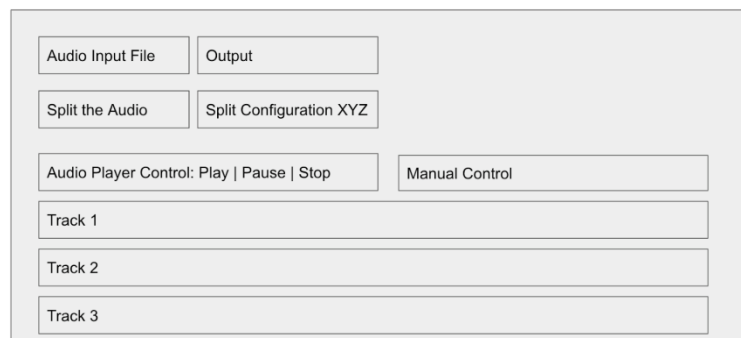 Audio Input File
Output
Split the Audio
Split Configuration XYZ
Audio Player Control: Play | Pause | Stop
Manual Control
Track 1
Track 2
Track 3